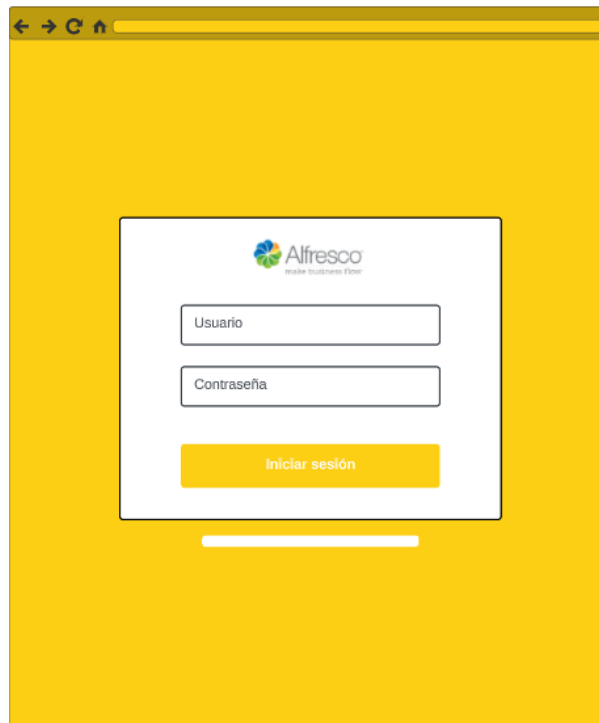 Alfresco
make business flow
Usuario
Contraseña
Iniciar sesión